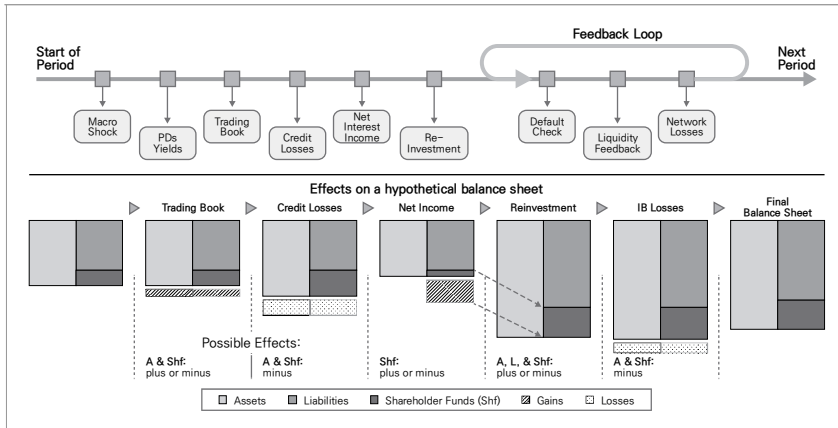 Feedback Loop
Start of
Period
Next
Period
Macro
Shock
PDs
Yields
Trading
Book
Credit
Losses
Net
Interest
Income
Re-
Investment
Default
Check
Liquidity
Feedback
Network
Losses
Effects on a hypothetical balance sheet
Trading Book
Credit Losses
Net Income
Reinvestment
IB Losses
Final
Balance Sheet
Possible Effects:
A & Shf:
plus or minus
A & Shf:
minus
Shf:
plus or minus
A, L, & Shf:
plus or minus
A & Shf:
minus
Assets
Liabilities
Shareholder Funds (Shf)
Gains
Losses